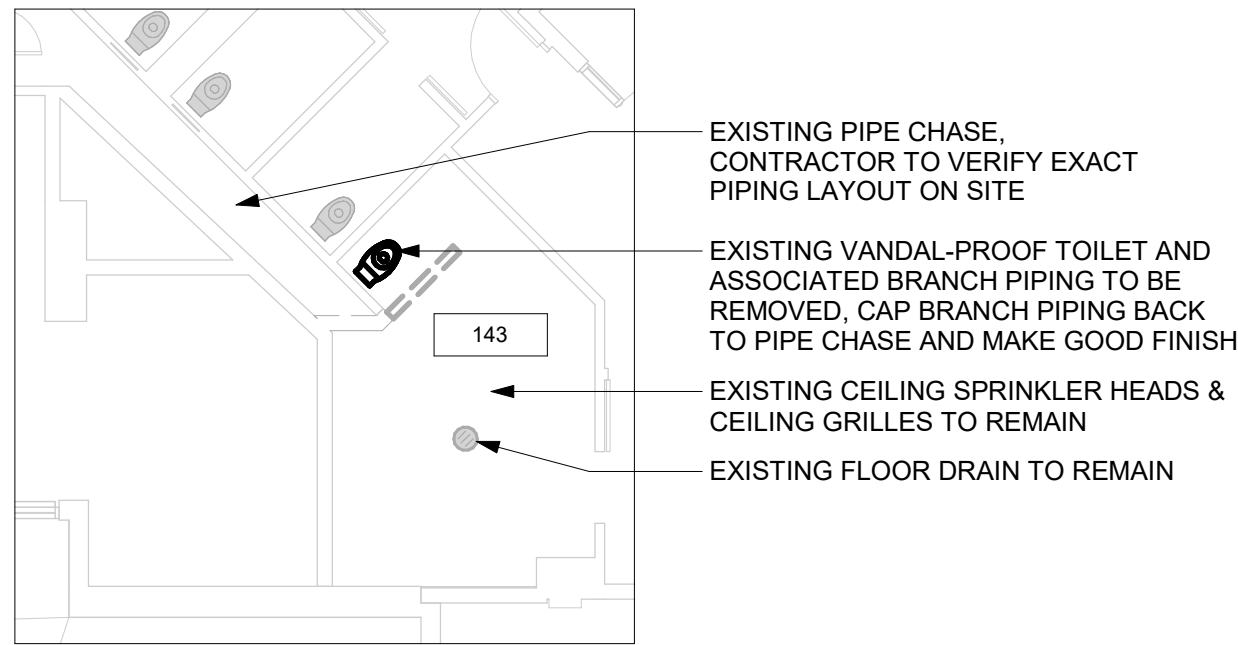 EXISTING PIPE CHASE,
CONTRACTOR TO VERIFY EXACT
PIPING LAYOUT ON SITE
EXISTING VANDAL-PROOF TOILET AND
ASSOCIATED BRANCH PIPING TO BE
REMOVED, CAP BRANCH PIPING BACK
TO PIPE CHASE AND MAKE GOOD FINISH
143
EXISTING CEILING SPRINKLER HEADS &
CEILING GRILLES TO REMAIN
EXISTING FLOOR DRAIN TO REMAIN